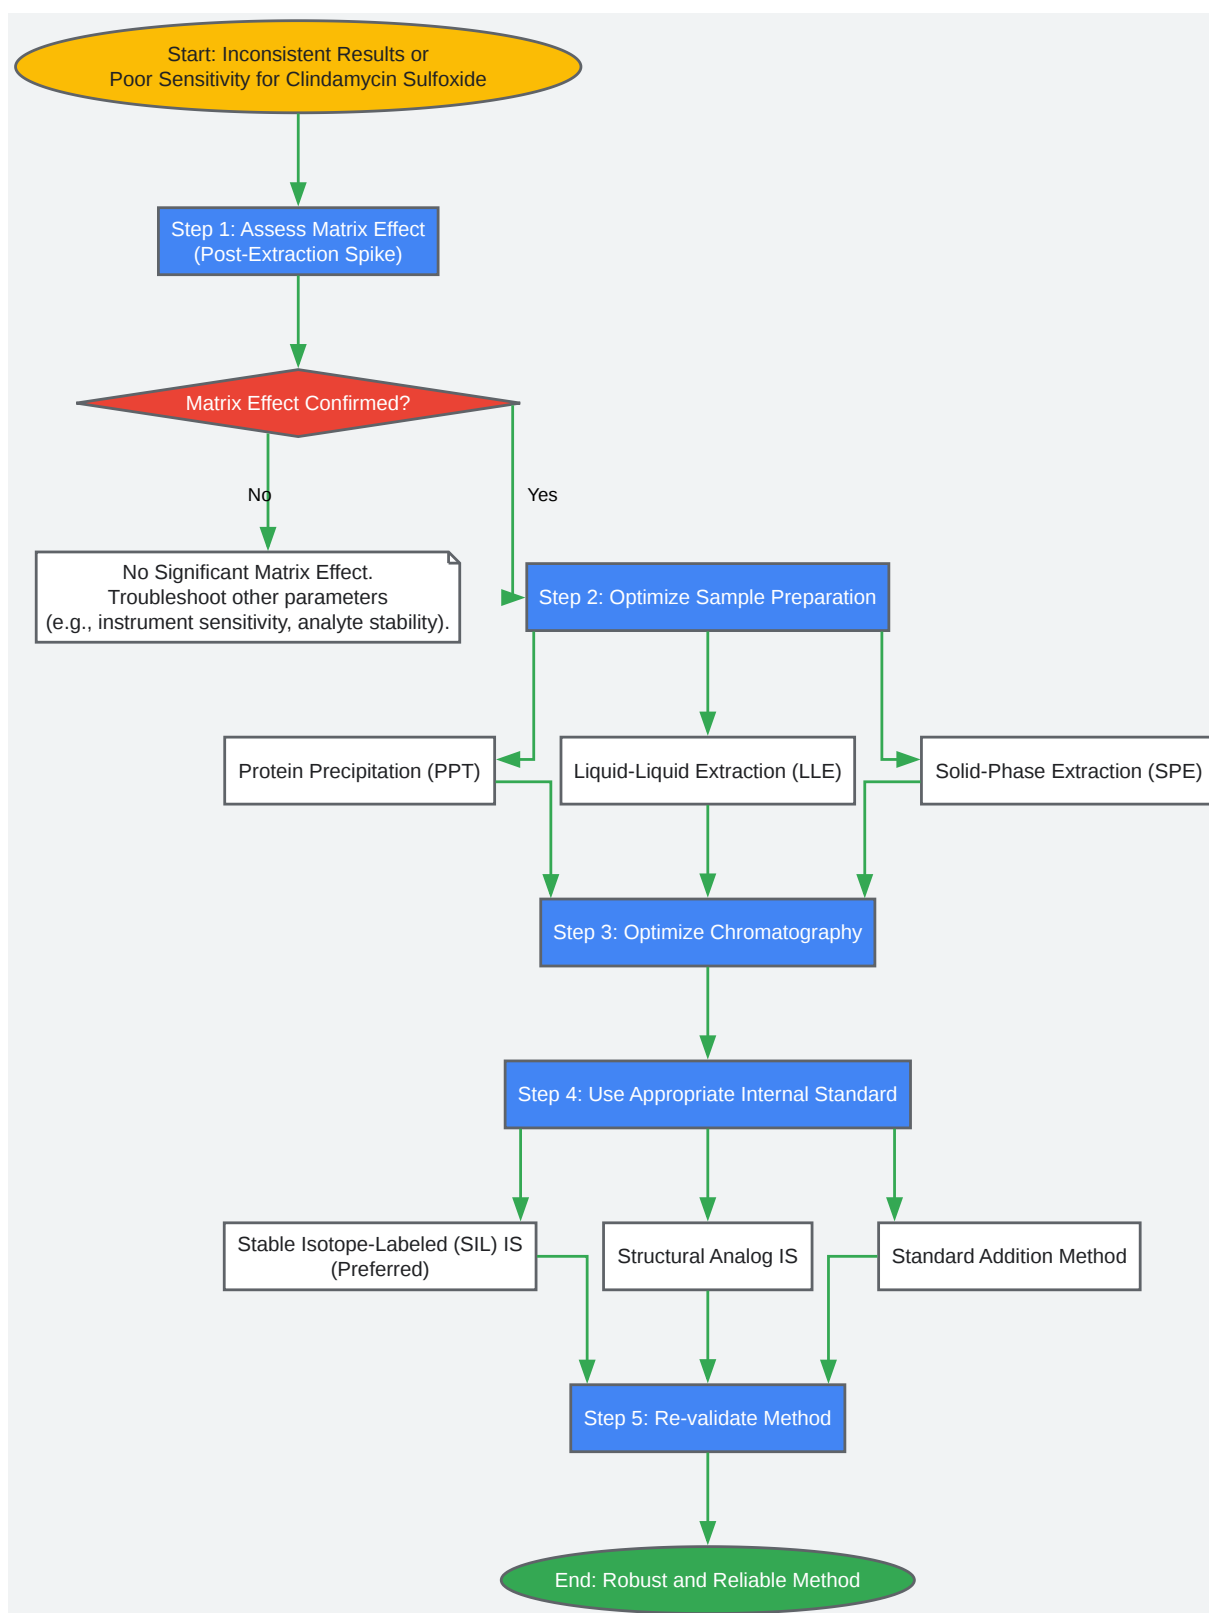 Start: Inconsistent Results or
Poor Sensitivity for Clindamycin Sulfoxide
Step 1: Assess Matrix Effect
(Post-Extraction Spike)
Matrix Effect Confirmed?
No
Yes
No Significant Matrix Effect.
Troubleshoot other parameters
(e.g., instrument sensitivity, analyte stability).
Step 2: Optimize Sample Preparation
Protein Precipitation (PPT)
Liquid-Liquid Extraction (LLE)
Solid-Phase Extraction (SPE)
Step 3: Optimize Chromatography
Step 4: Use Appropriate Internal Standard
Stable Isotope-Labeled (SIL) IS
(Preferred)
Structural Analog IS
Standard Addition Method
Step 5: Re-validate Method
End: Robust and Reliable Method